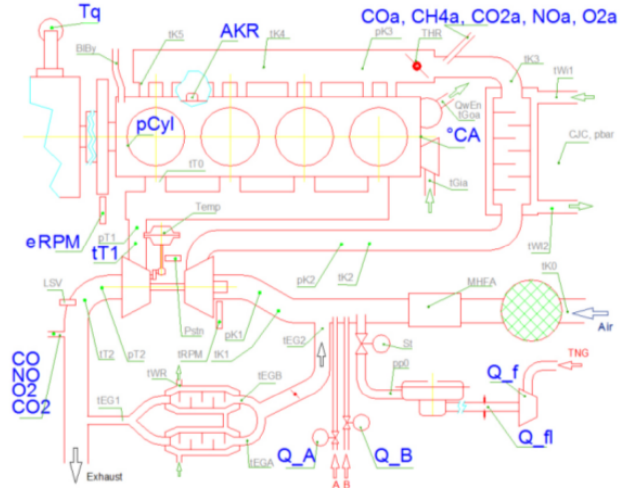 Tq
COa, CH4a, CO2a, NOa, O2a
AKR
tK5
tK4
pK3
THR
BlBy
tK3
tWi1
QwEn
tGoa
pCyl
°CA
CJC, pbar
tT0
tGia
Temp
eRPM
pT1
tT1
tWI2
pK2
tK2
tK0
LSV
MHFA
Pstn
pK1
Air
tT2
pT2
tRPM
tK1
tEG2
St
CO
NO
O2
CO2
tWR
tEGB
pp0
Q_f
TNG
tEG1
Q_A
Q_B
Q_fl
tEGA
Exhaust
A
B